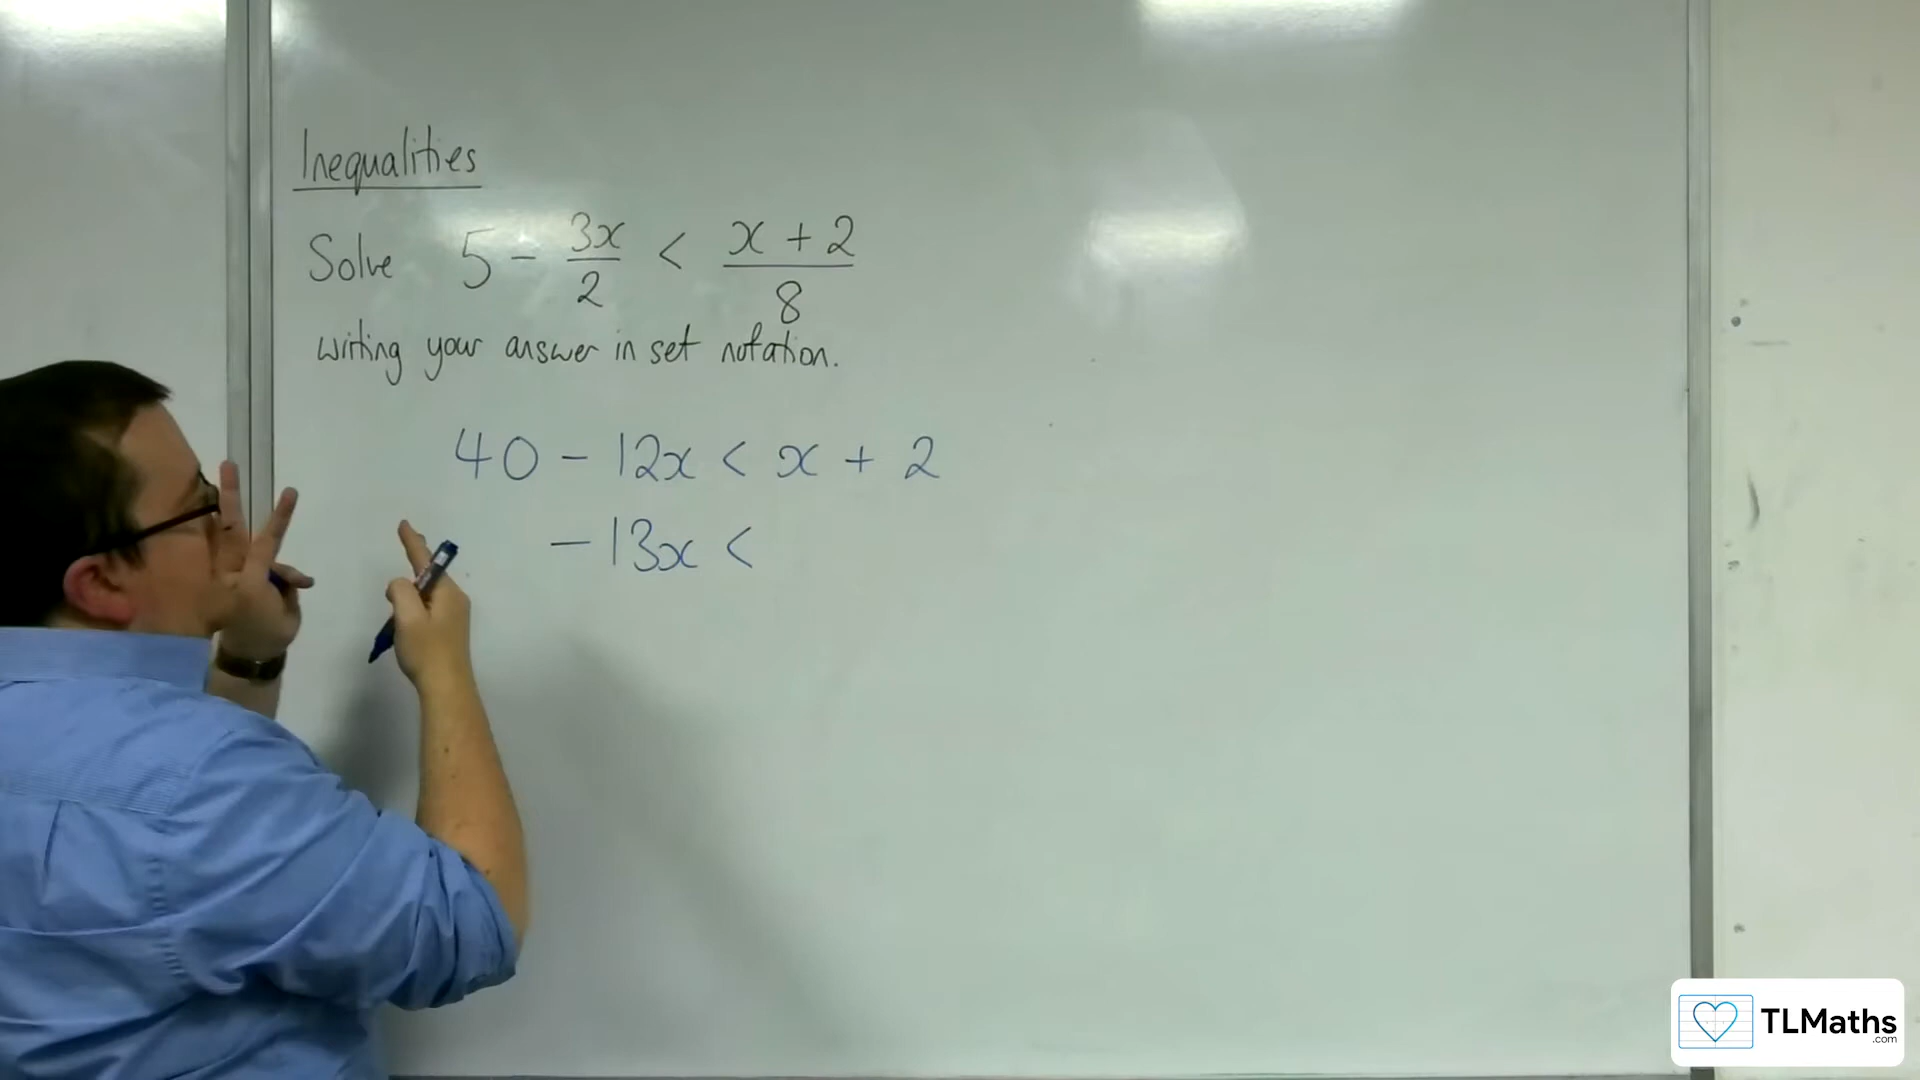 Inequalities
Solve 5 - 3x/2 < x + 2/8
writing your answer in set notation.
40 - 12x < x + 2
-13x <
TLMaths
.com